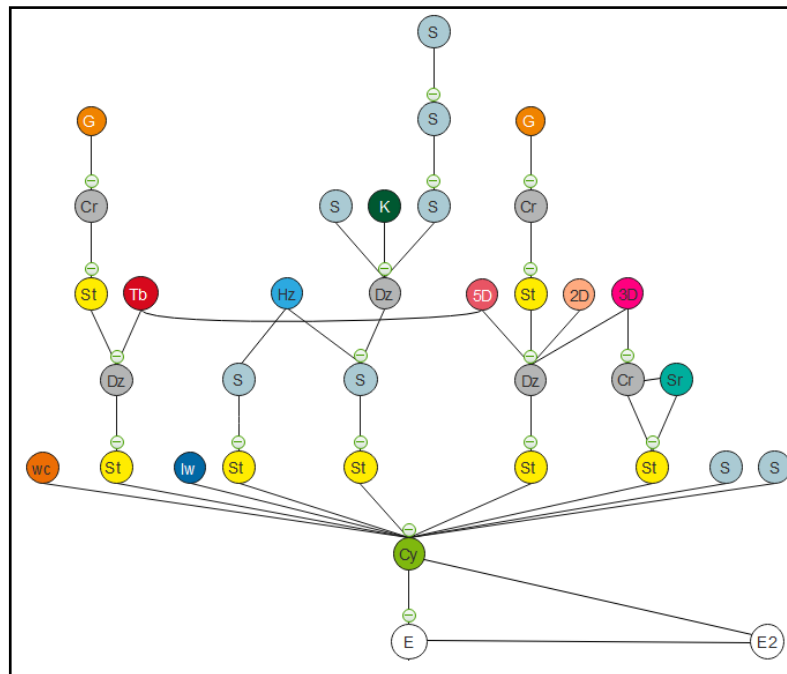 S
G S G
Cr S K S Cr
St Tb Hz Dz 5D St 2D 3D
Dz S S Dz Cr Sr
wc St Iw St St St St S S
Cy
E E2